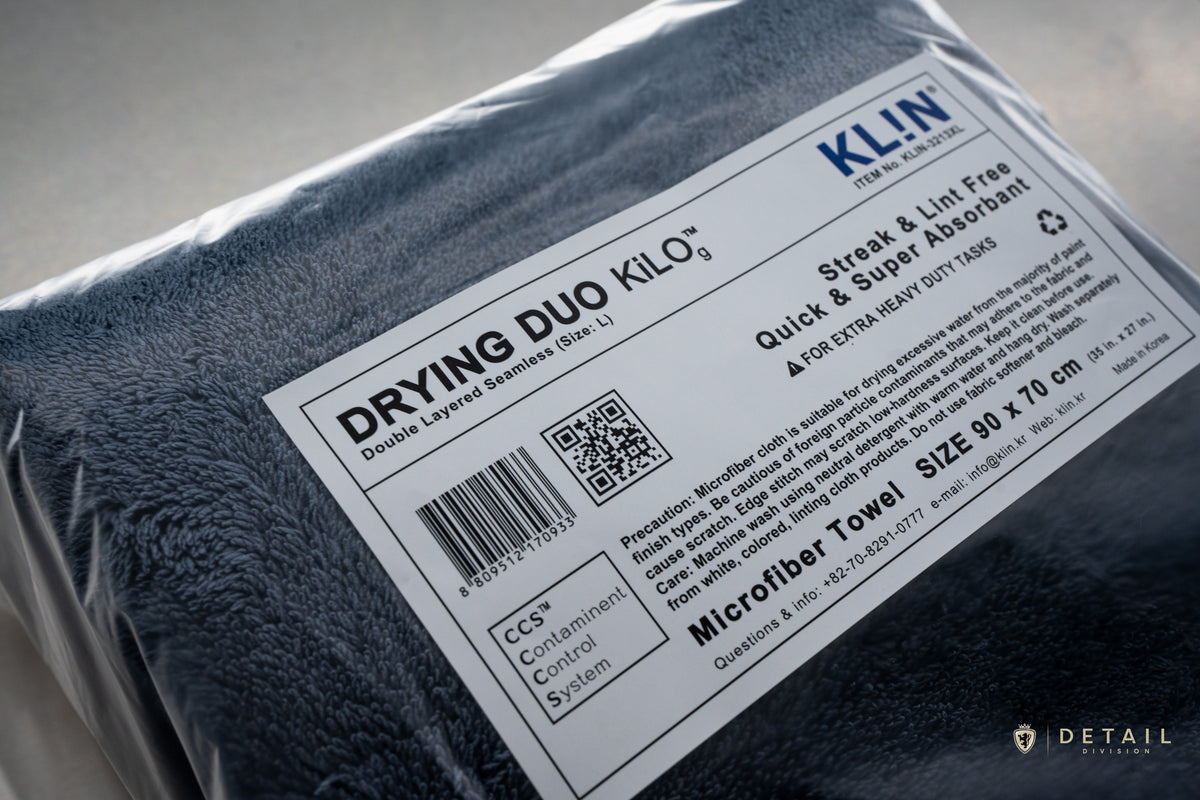 KL!N®
ITEM No. KLIN-3213XL
DRYING DUO KiLOg™
Double Layered Seamless (Size: L)
Streak & Lint Free
Quick & Super Absorbant
FOR EXTRA HEAVY DUTY TASKS
8 809512 170933
Precaution: Microfiber cloth is suitable for drying excessive water from the majority of paint
finish types. Be cautious of foreign particle contaminants that may adhere to the fabric and
cause scratch. Edge stitch may scratch low-hardness surfaces. Keep it clean before use.
Care: Machine wash using neutral detergent with warm water and hang dry. Wash separately
from white, colored, linting cloth products. Do not use fabric softener and bleach.
CCS™
Contaminent
Control
System
Microfiber Towel SIZE 90 x 70 cm (35 in. x 27 in.)
Questions & info: +82-70-8291-0777 e-mail: info@klin.kr Web: klin.kr
Made in Korea
DETAIL
DIVISION